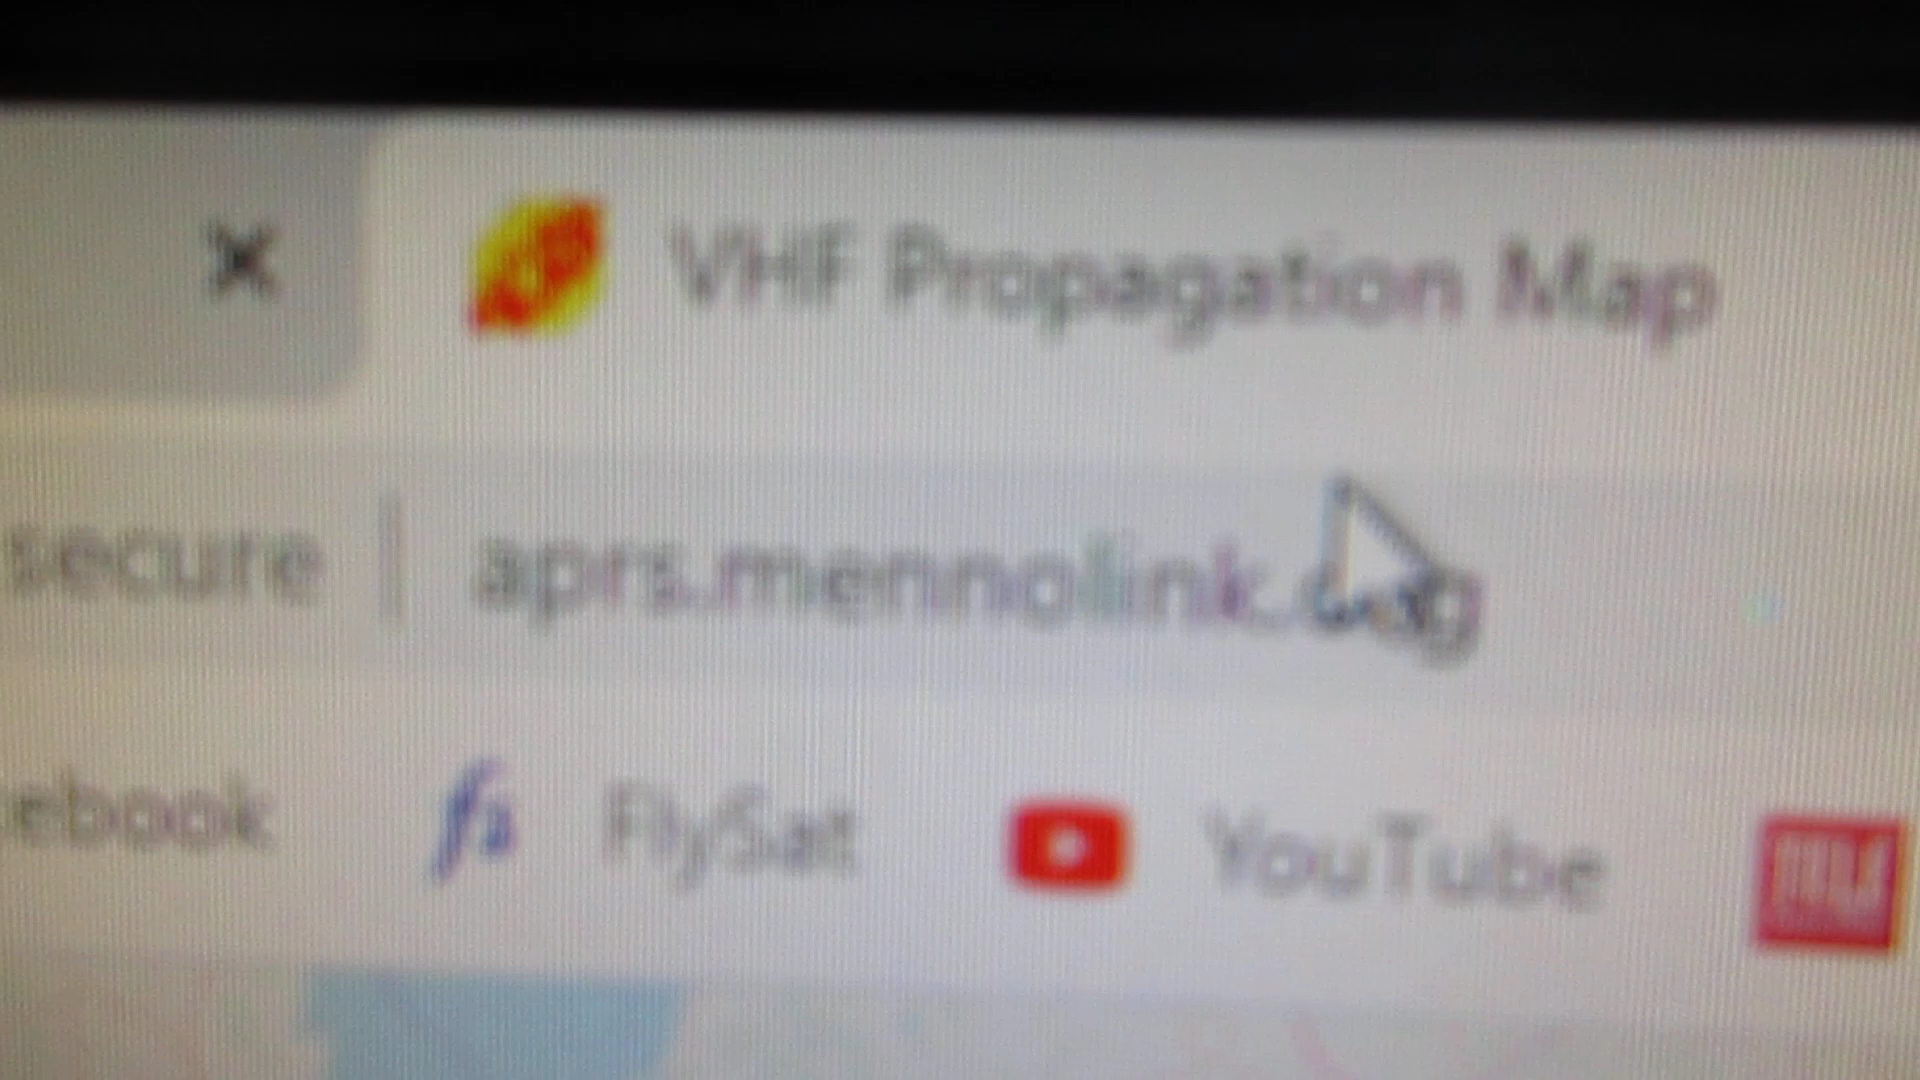 VHF Propagation Map
secure | aprs.mennolink.org
ebook FlySat YouTube